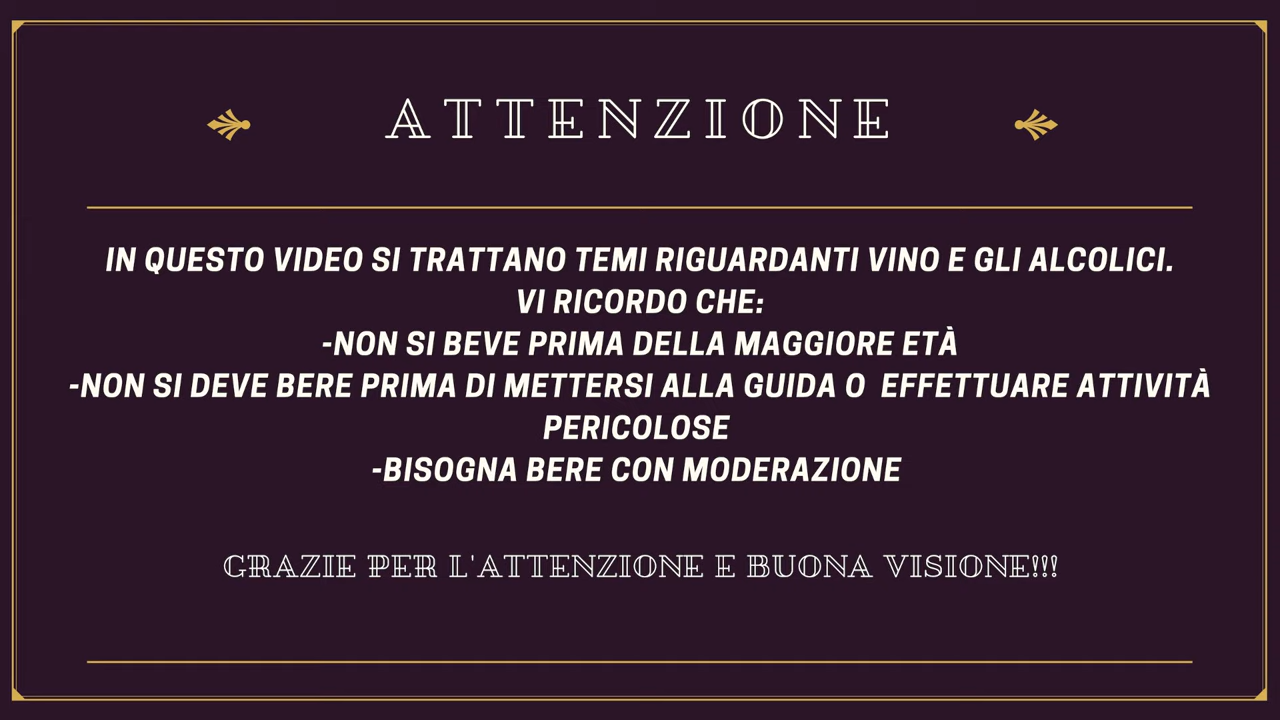 ATTENZIONE
IN QUESTO VIDEO SI TRATTANO TEMI RIGUARDANTI VINO E GLI ALCOLICI.
VI RICORDO CHE:
-NON SI BEVE PRIMA DELLA MAGGIORE ETÀ
-NON SI DEVE BERE PRIMA DI METTERSI ALLA GUIDA O  EFFETTUARE ATTIVITÀ
PERICOLOSE
-BISOGNA BERE CON MODERAZIONE
GRAZIE PER L'ATTENZIONE E BUONA VISIONE!!!